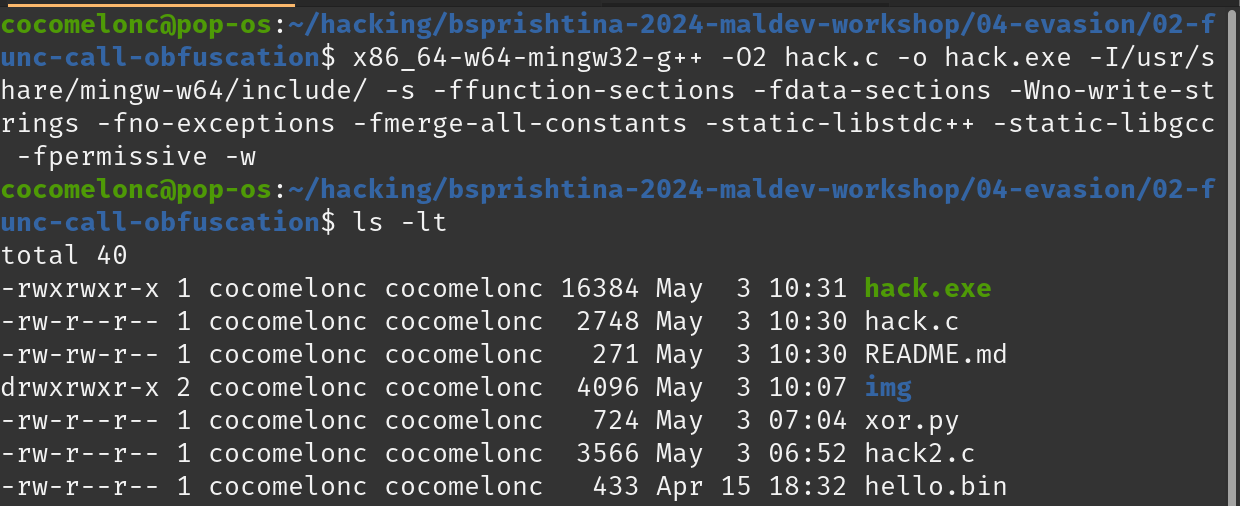 cocomelonc@pop-os:~/hacking/bsprishtina-2024-maldev-workshop/04-evasion/02-f
unc-call-obfuscation$ x86_64-w64-mingw32-g++ -O2 hack.c -o hack.exe -I/usr/s
hare/mingw-w64/include/ -s -ffunction-sections -fdata-sections -Wno-write-st
rings -fno-exceptions -fmerge-all-constants -static-libstdc++ -static-libgcc
 -fpermissive -w
cocomelonc@pop-os:~/hacking/bsprishtina-2024-maldev-workshop/04-evasion/02-f
unc-call-obfuscation$ ls -lt
total 40
-rwxrwxr-x 1 cocomelonc cocomelonc 16384 May  3 10:31 hack.exe
-rw-r--r-- 1 cocomelonc cocomelonc  2748 May  3 10:30 hack.c
-rw-rw-r-- 1 cocomelonc cocomelonc   271 May  3 10:30 README.md
drwxrwxr-x 2 cocomelonc cocomelonc  4096 May  3 10:07 img
-rw-r--r-- 1 cocomelonc cocomelonc   724 May  3 07:04 xor.py
-rw-r--r-- 1 cocomelonc cocomelonc  3566 May  3 06:52 hack2.c
-rw-r--r-- 1 cocomelonc cocomelonc   433 Apr 15 18:32 hello.bin